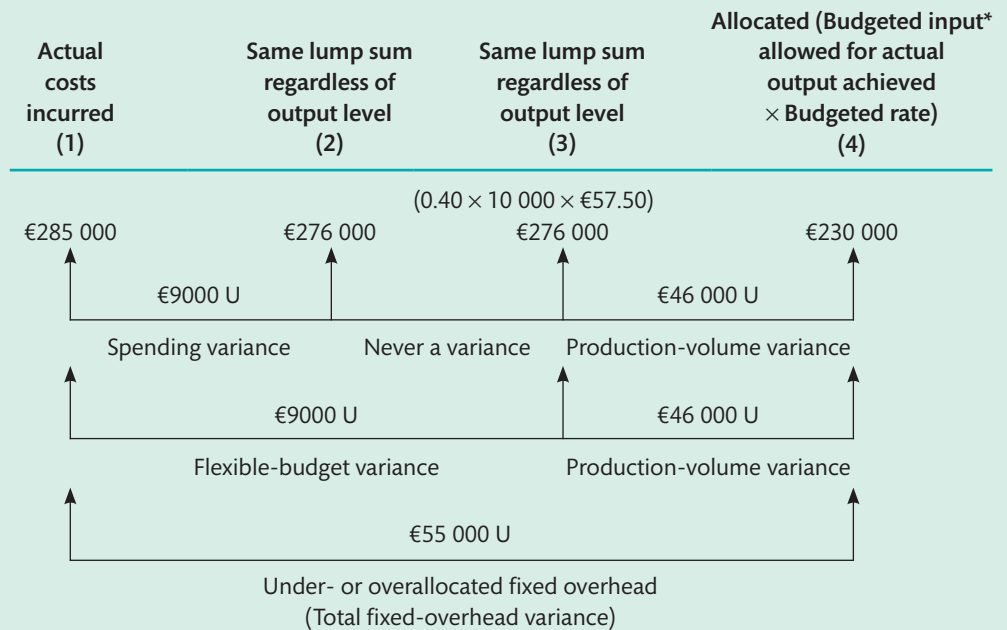 Actual
costs
incurred
(1)
Same lump sum
regardless of
output level
(2)
Same lump sum
regardless of
output level
(3)
Allocated (Budgeted input*
allowed for actual
output achieved
× Budgeted rate)
(4)
(0.40 × 10 000 × €57.50)
€285 000 €276 000 €276 000 €230 000
€9000 U €46 000 U
Spending variance Never a variance Production-volume variance
€9000 U €46 000 U
Flexible-budget variance Production-volume variance
€55 000 U
Under- or overallocated fixed overhead
(Total fixed-overhead variance)